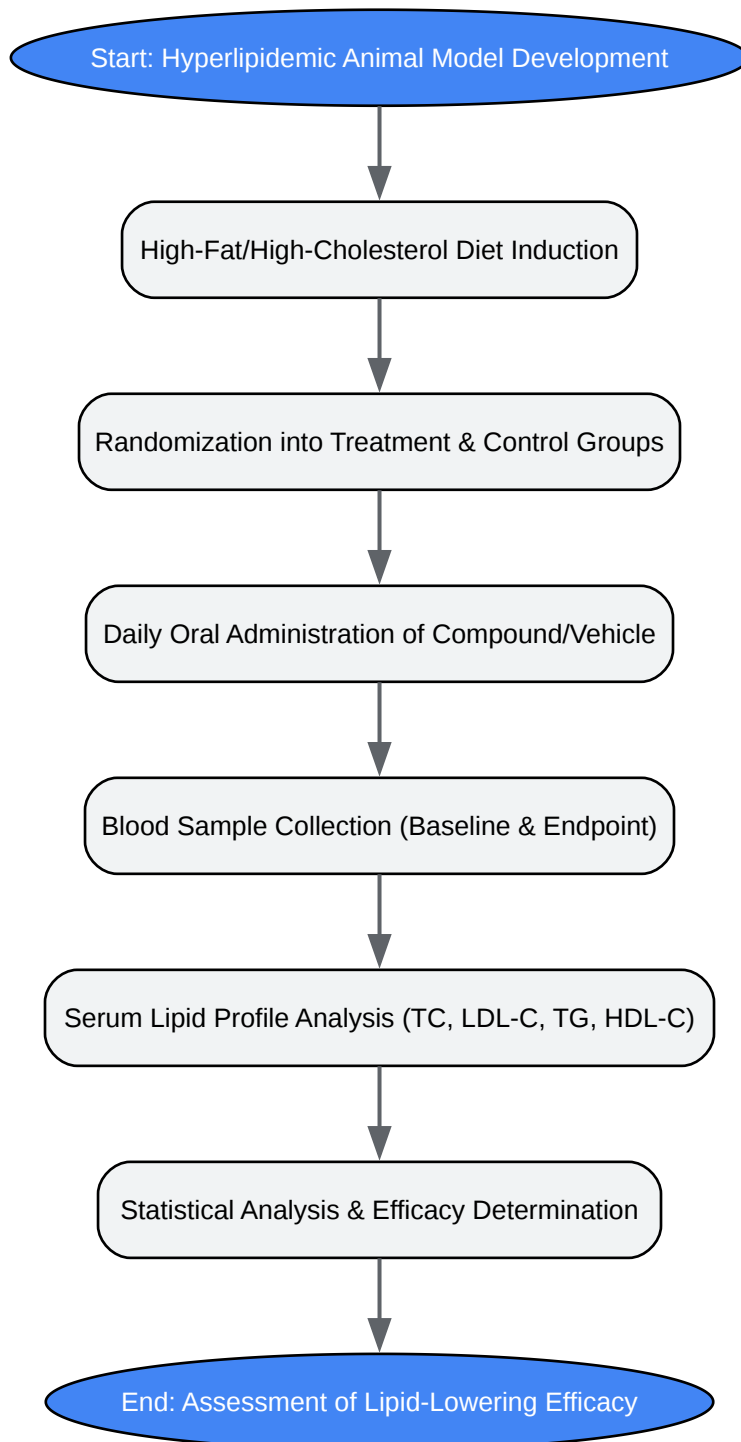 Start: Hyperlipidemic Animal Model Development
High-Fat/High-Cholesterol Diet Induction
Randomization into Treatment & Control Groups
Daily Oral Administration of Compound/Vehicle
Blood Sample Collection (Baseline & Endpoint)
Serum Lipid Profile Analysis (TC, LDL-C, TG, HDL-C)
Statistical Analysis & Efficacy Determination
End: Assessment of Lipid-Lowering Efficacy